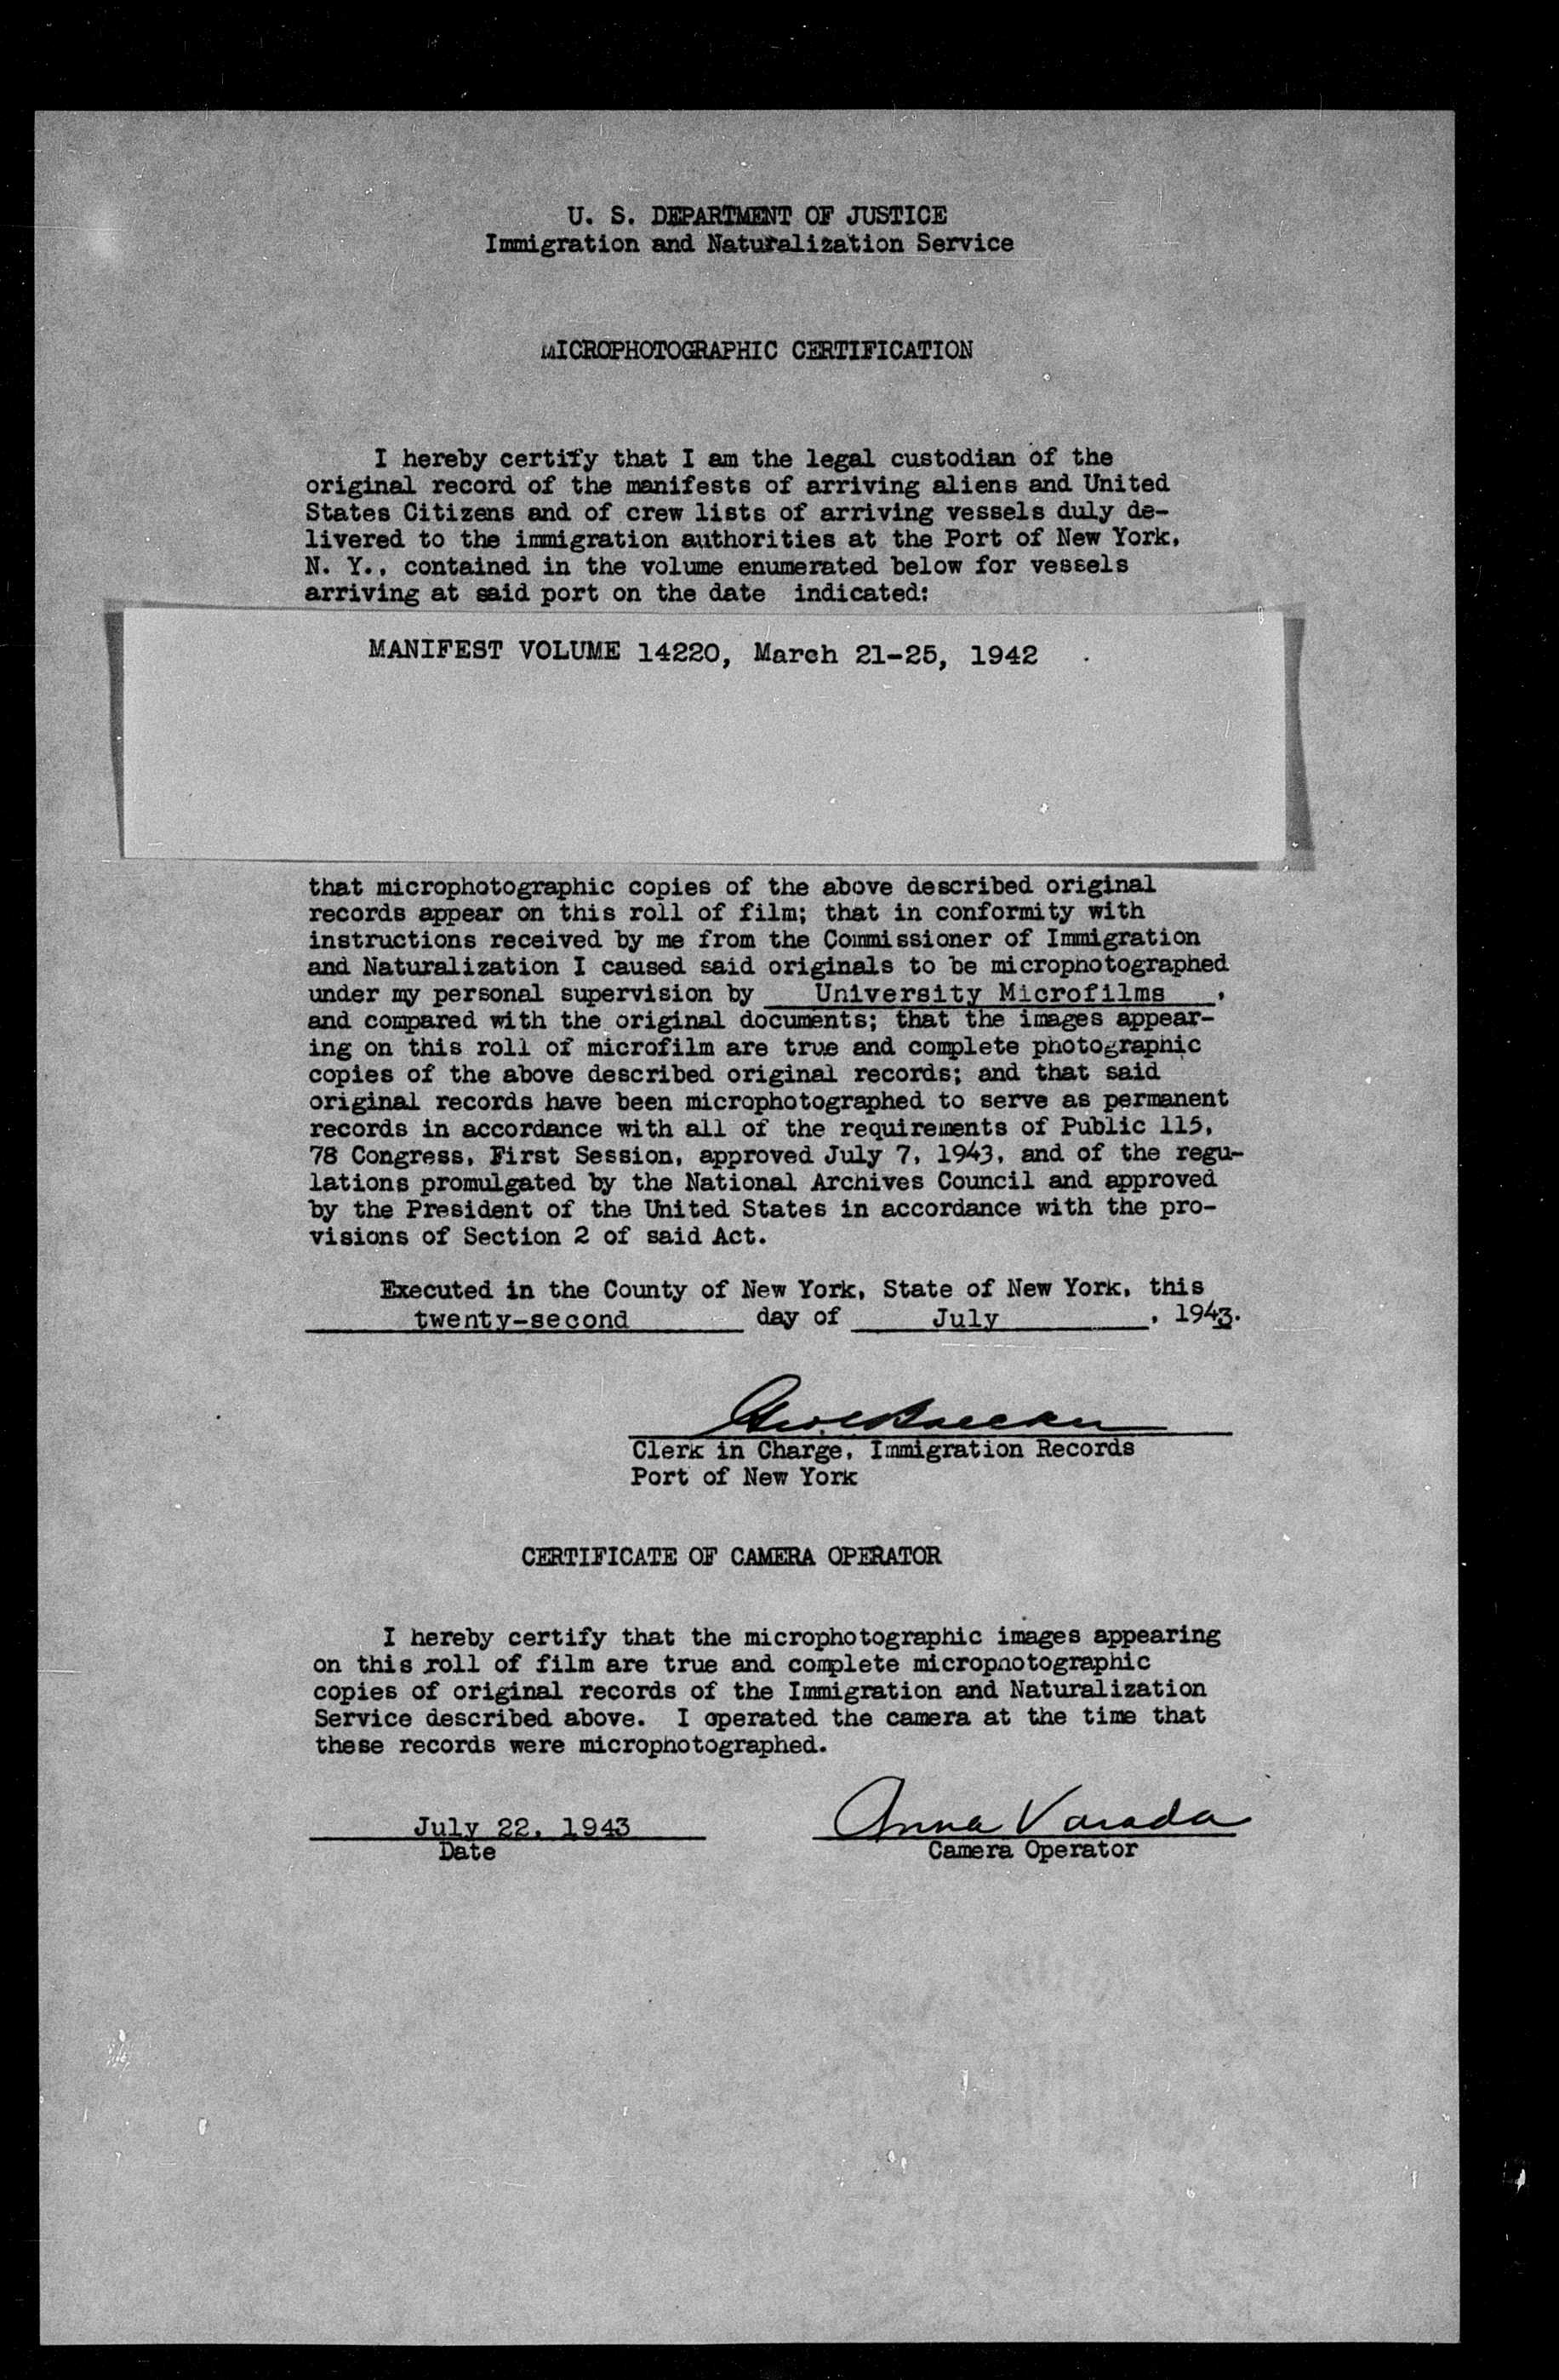 U. S. DEPARTMENT OF JUSTICE
Immigration and Naturalization Service
MICROPHOTOGRAPHIC CERTIFICATION
I hereby certify that I am the legal custodian of the
original record of the manifests of arriving aliens and United
States Citizens and of crew lists of arriving vessels duly de-
livered to the immigration authorities at the Port of New York,
N. Y., contained in the volume enumerated below for vessels
arriving at said port on the date indicated:
MANIFEST VOLUME 14220, March 21-25, 1942 .
that microphotographic copies of the above described original
records appear on this roll of film; that in conformity with
instructions received by me from the Commissioner of Immigration
and Naturalization I caused said originals to be microphotographed
under my personal supervision by University Microfilms ,
and compared with the original documents; that the images appear-
ing on this roll of microfilm are true and complete photographic
copies of the above described original records; and that said
original records have been microphotographed to serve as permanent
records in accordance with all of the requirements of Public 115,
78 Congress, First Session, approved July 7, 1943, and of the regu-
lations promulgated by the National Archives Council and approved
by the President of the United States in accordance with the pro-
visions of Section 2 of said Act.
Executed in the County of New York, State of New York, this
twenty-second day of July , 1943.
Clerk in Charge, Immigration Records
Port of New York
CERTIFICATE OF CAMERA OPERATOR
I hereby certify that the microphotographic images appearing
on this roll of film are true and complete microphotographic
copies of original records of the Immigration and Naturalization
Service described above. I operated the camera at the time that
these records were microphotographed.
July 22, 1943 Anna Varada
Date Camera Operator